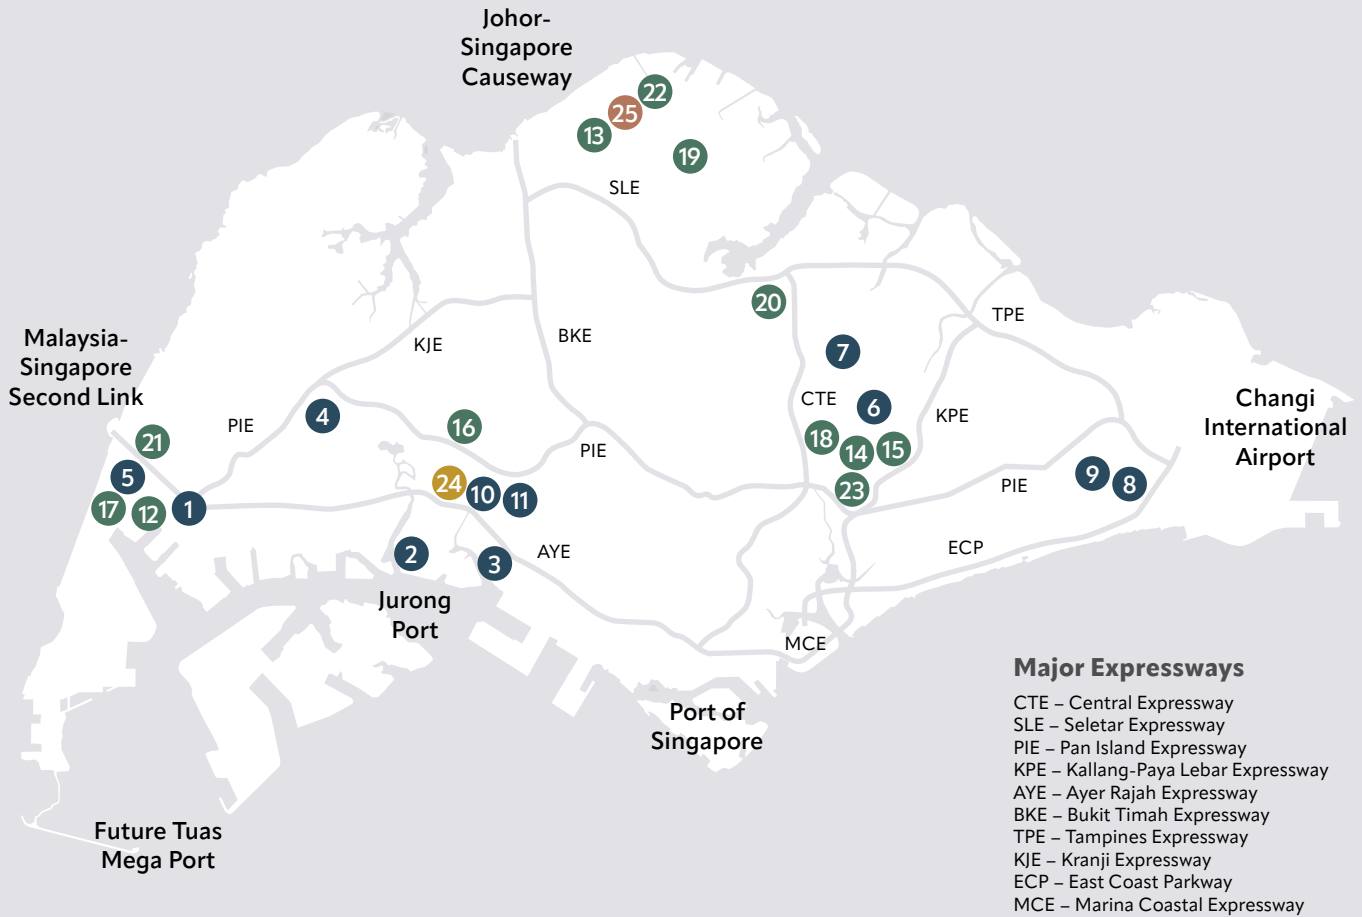 Johor-
Singapore
Causeway
22
25
13
19
SLE
20
TPE
Malaysia-
Singapore
Second Link
KJE
BKE
7
Changi
International
Airport
PIE
4
CTE
6
KPE
21
16
18
14
15
PIE
5
24
10
11
23
PIE
9
8
17
12
1
2
3
AYE
ECP
Jurong
Port
MCE
Port of
Singapore
Future Tuas
Mega Port
Major Expressways
CTE – Central Expressway
SLE – Seletar Expressway
PIE – Pan Island Expressway
KPE – Kallang-Paya Lebar Expressway
AYE – Ayer Rajah Expressway
BKE – Bukit Timah Expressway
TPE – Tampines Expressway
KJE – Kranji Expressway
ECP – East Coast Parkway
MCE – Marina Coastal Expressway